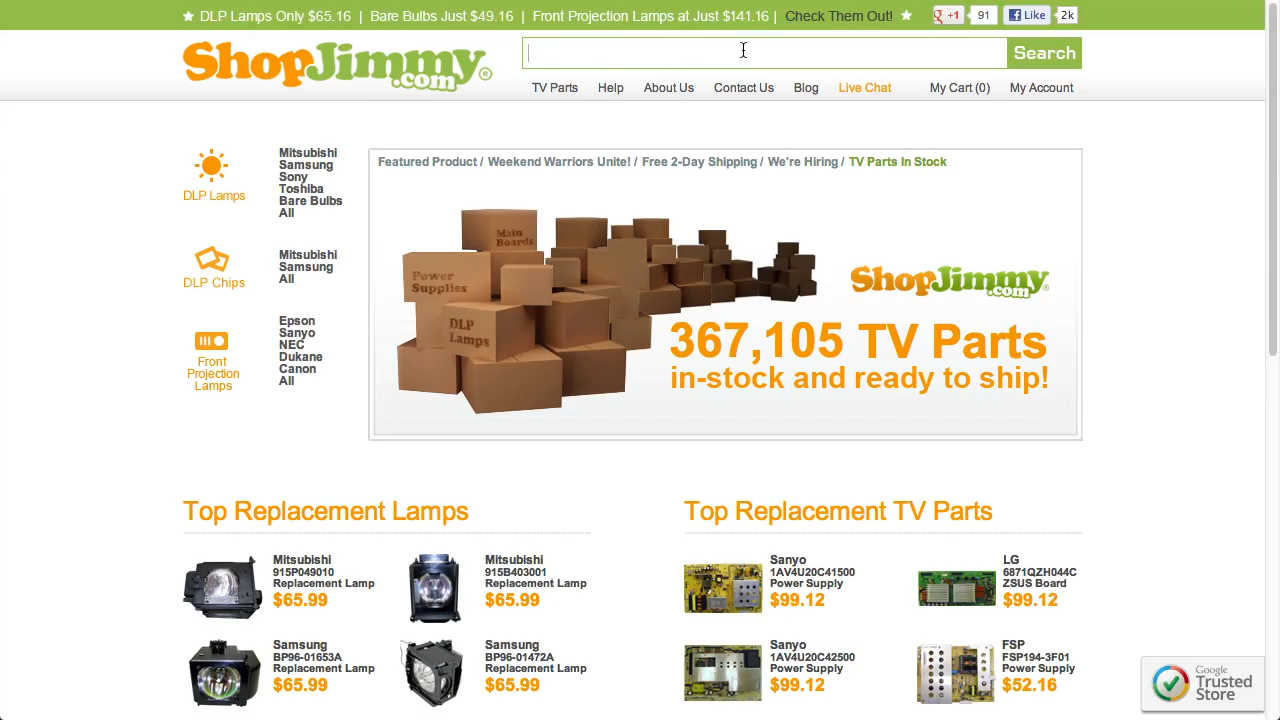 DLP Lamps Only $65.16 | Bare Bulbs Just $49.16 | Front Projection Lamps at Just $141.16 | Check Them Out!
+1 91 Like 2k
ShopJimmy.com®
Search
TV Parts Help About Us Contact Us Blog Live Chat My Cart (0) My Account
DLP Lamps
Mitsubishi
Samsung
Sony
Toshiba
Bare Bulbs
All
DLP Chips
Mitsubishi
Samsung
All
Front
Projection
Lamps
Epson
Sanyo
NEC
Dukane
Canon
All
Featured Product / Weekend Warriors Unite! / Free 2-Day Shipping / We're Hiring / TV Parts In Stock
Main
Boards
Power
Supplies
DLP
Lamps
ShopJimmy.com®
367,105 TV Parts
in-stock and ready to ship!
Top Replacement Lamps
Mitsubishi
915P049010
Replacement Lamp
$65.99
Mitsubishi
915B403001
Replacement Lamp
$65.99
Samsung
BP96-01653A
Replacement Lamp
$65.99
Samsung
BP96-01472A
Replacement Lamp
$65.99
Top Replacement TV Parts
Sanyo
1AV4U20C41500
Power Supply
$99.12
LG
6871QZH044C
ZSUS Board
$99.12
Sanyo
1AV4U20C42500
Power Supply
$99.12
FSP
FSP194-3F01
Power Supply
$52.16
Google
Trusted
Store